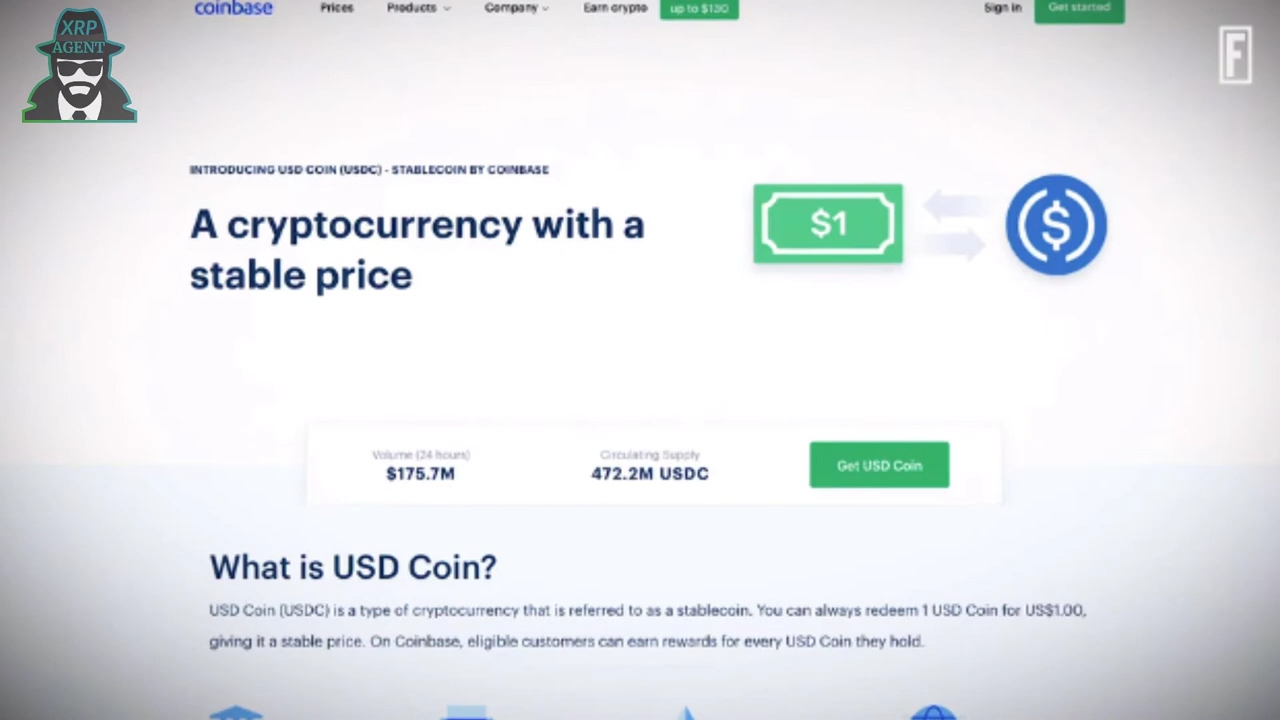 XRP
AGENT
F
coinbase Prices Products Company Earn crypto up to $130 Sign in Get started
INTRODUCING USD COIN (USDC) - STABLECOIN BY COINBASE
A cryptocurrency with a
stable price
$1
$
Volume (24 hours) Circulating Supply
$175.7M 472.2M USDC
Get USD Coin
What is USD Coin?
USD Coin (USDC) is a type of cryptocurrency that is referred to as a stablecoin. You can always redeem 1 USD Coin for US$1.00,
giving it a stable price. On Coinbase, eligible customers can earn rewards for every USD Coin they hold.